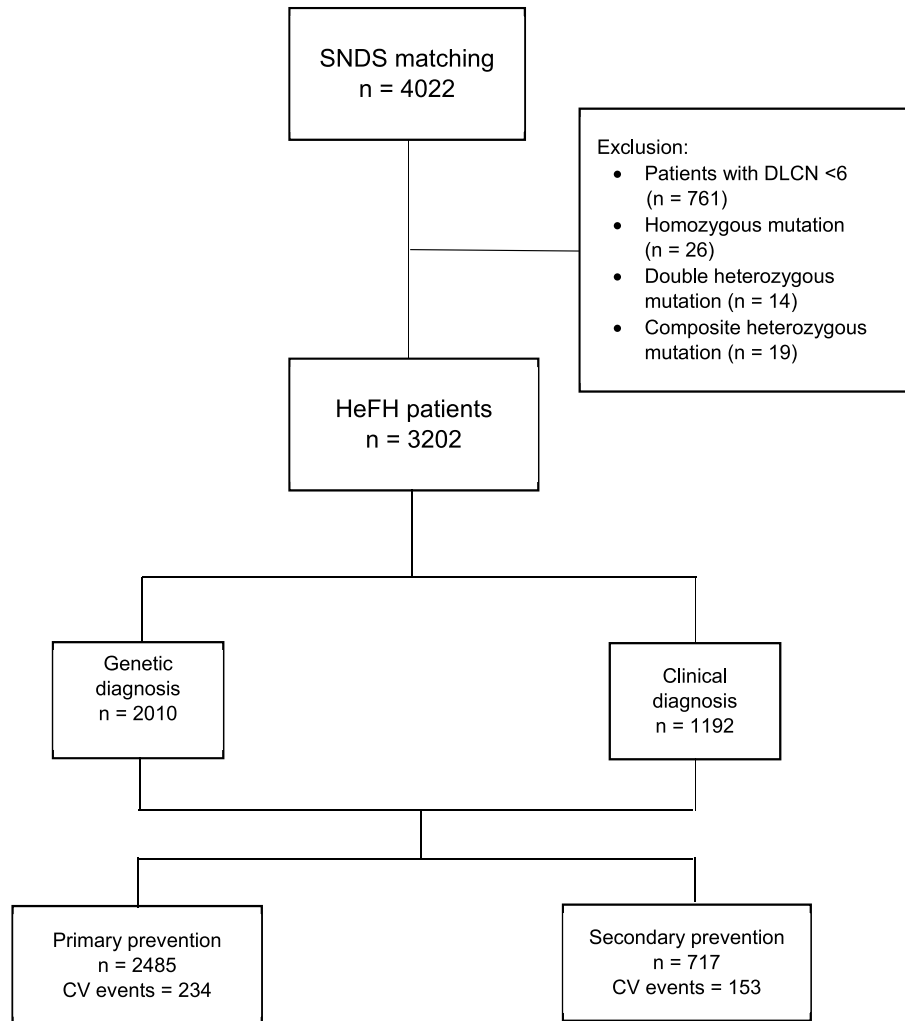 SNDS matching
n = 4022
Exclusion:
• Patients with DLCN <6
(n = 761)
• Homozygous mutation
(n = 26)
• Double heterozygous
mutation (n = 14)
• Composite heterozygous
mutation (n = 19)
HeFH patients
n = 3202
Genetic
diagnosis
n = 2010
Clinical
diagnosis
n = 1192
Primary prevention
n = 2485
CV events = 234
Secondary prevention
n = 717
CV events = 153